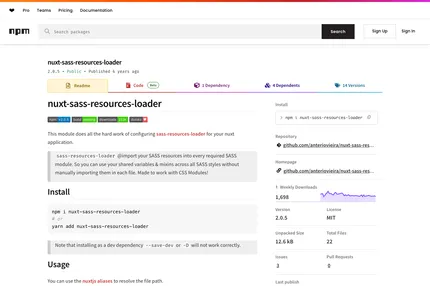 ❤ Pro Teams Pricing Documentation
npm Search packages Search Sign Up Sign In
nuxt-sass-resources-loader
2.0.5 • Public • Published 6 years ago
Readme Code Beta 1 Dependency 4 Dependents 14 Versions
nuxt-sass-resources-loader
This module does all the hard work of configuring sass-resources-loader for your nuxt
application.
sass-resources-loader @import your SASS resources into every required SASS
module. So you can use your shared variables & mixins across all SASS styles without
manually importing them in each file. Made to work with CSS Modules!
Install
npm i nuxt-sass-resources-loader
# or
yarn add nuxt-sass-resources-loader
Note that installing as a dev dependency --save-dev or -D will not work correctly.
Usage
You can use the nuxtjs aliases to resolve the file path.
Install
> npm i nuxt-sass-resources-loader
Repository
github.com/anteriovieira/nuxt-sass-res...
Homepage
github.com/anteriovieira/nuxt-sass-res...
Weekly Downloads
1,698
Version License
2.0.5 MIT
Unpacked Size Total Files
12.6 kB 22
Issues Pull Requests
3 0
Last publish